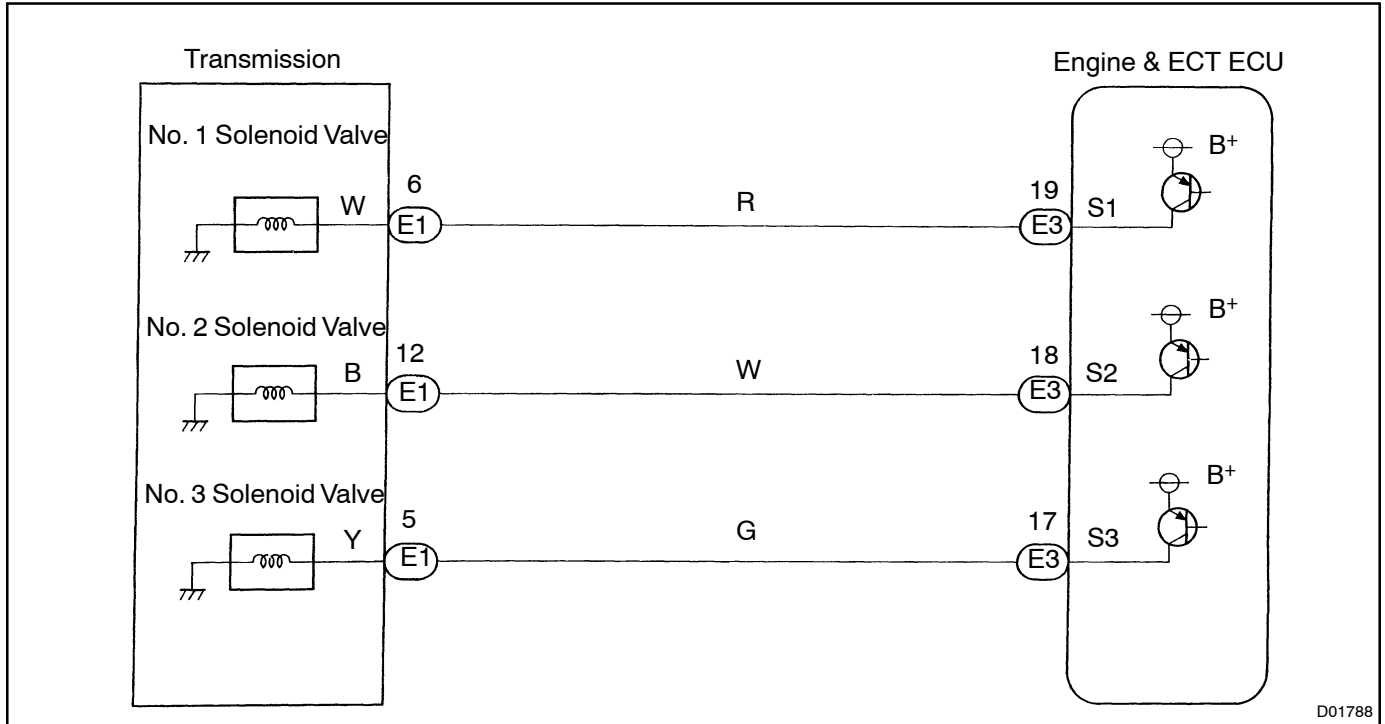 Transmission
Engine & ECT ECU
No. 1 Solenoid Valve
B+
W
6
E1
R
19
E3
S1
No. 2 Solenoid Valve
B+
B
12
E1
W
18
E3
S2
No. 3 Solenoid Valve
B+
Y
5
E1
G
17
E3
S3
D01788